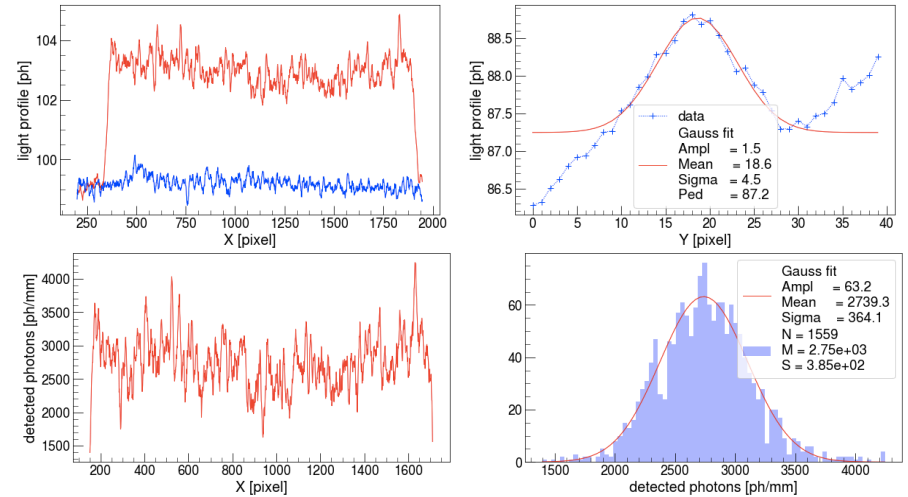 light profile [ph]
104
102
100
200 500 750 1000 1250 1500 1750 2000
X [pixel]
light profile [ph]
88.5
88.0
87.5
87.0
86.5
data
Gauss fit
Ampl = 1.5
Mean = 18.6
Sigma = 4.5
Ped = 87.2
0 5 10 15 20 25 30 35 40
Y [pixel]
detected photons [ph/mm]
4000
3500
3000
2500
2000
1500
200 400 600 800 1000 1200 1400 1600
X [pixel]
60
40
20
0
Gauss fit
Ampl = 63.2
Mean = 2739.3
Sigma = 364.1
N = 1559
M = 2.75e+03
S = 3.85e+02
2000 2500 3000 3500 4000
detected photons [ph/mm]